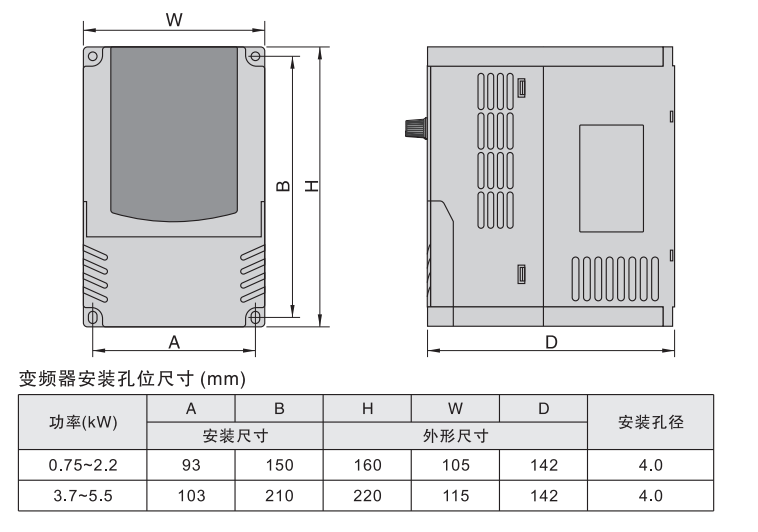 W
B
H
A
D
变频器安装孔位尺寸 (mm)
功率(kW) A B H W D 安装孔径
安装尺寸 外形尺寸
0.75~2.2 93 150 160 105 142 4.0
3.7~5.5 103 210 220 115 142 4.0